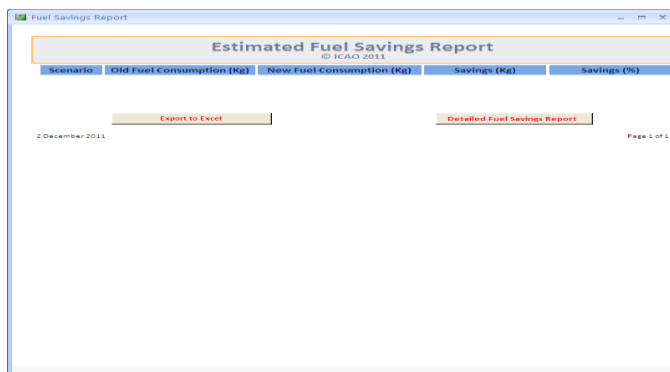 Fuel Savings Report
Estimated Fuel Savings Report
© ICAO 2011
Scenario Old Fuel Consumption (Kg) New Fuel Consumption (Kg) Savings (Kg) Savings (%)
Export to Excel Detailed Fuel Savings Report
2 December 2011 Page 1 of 1